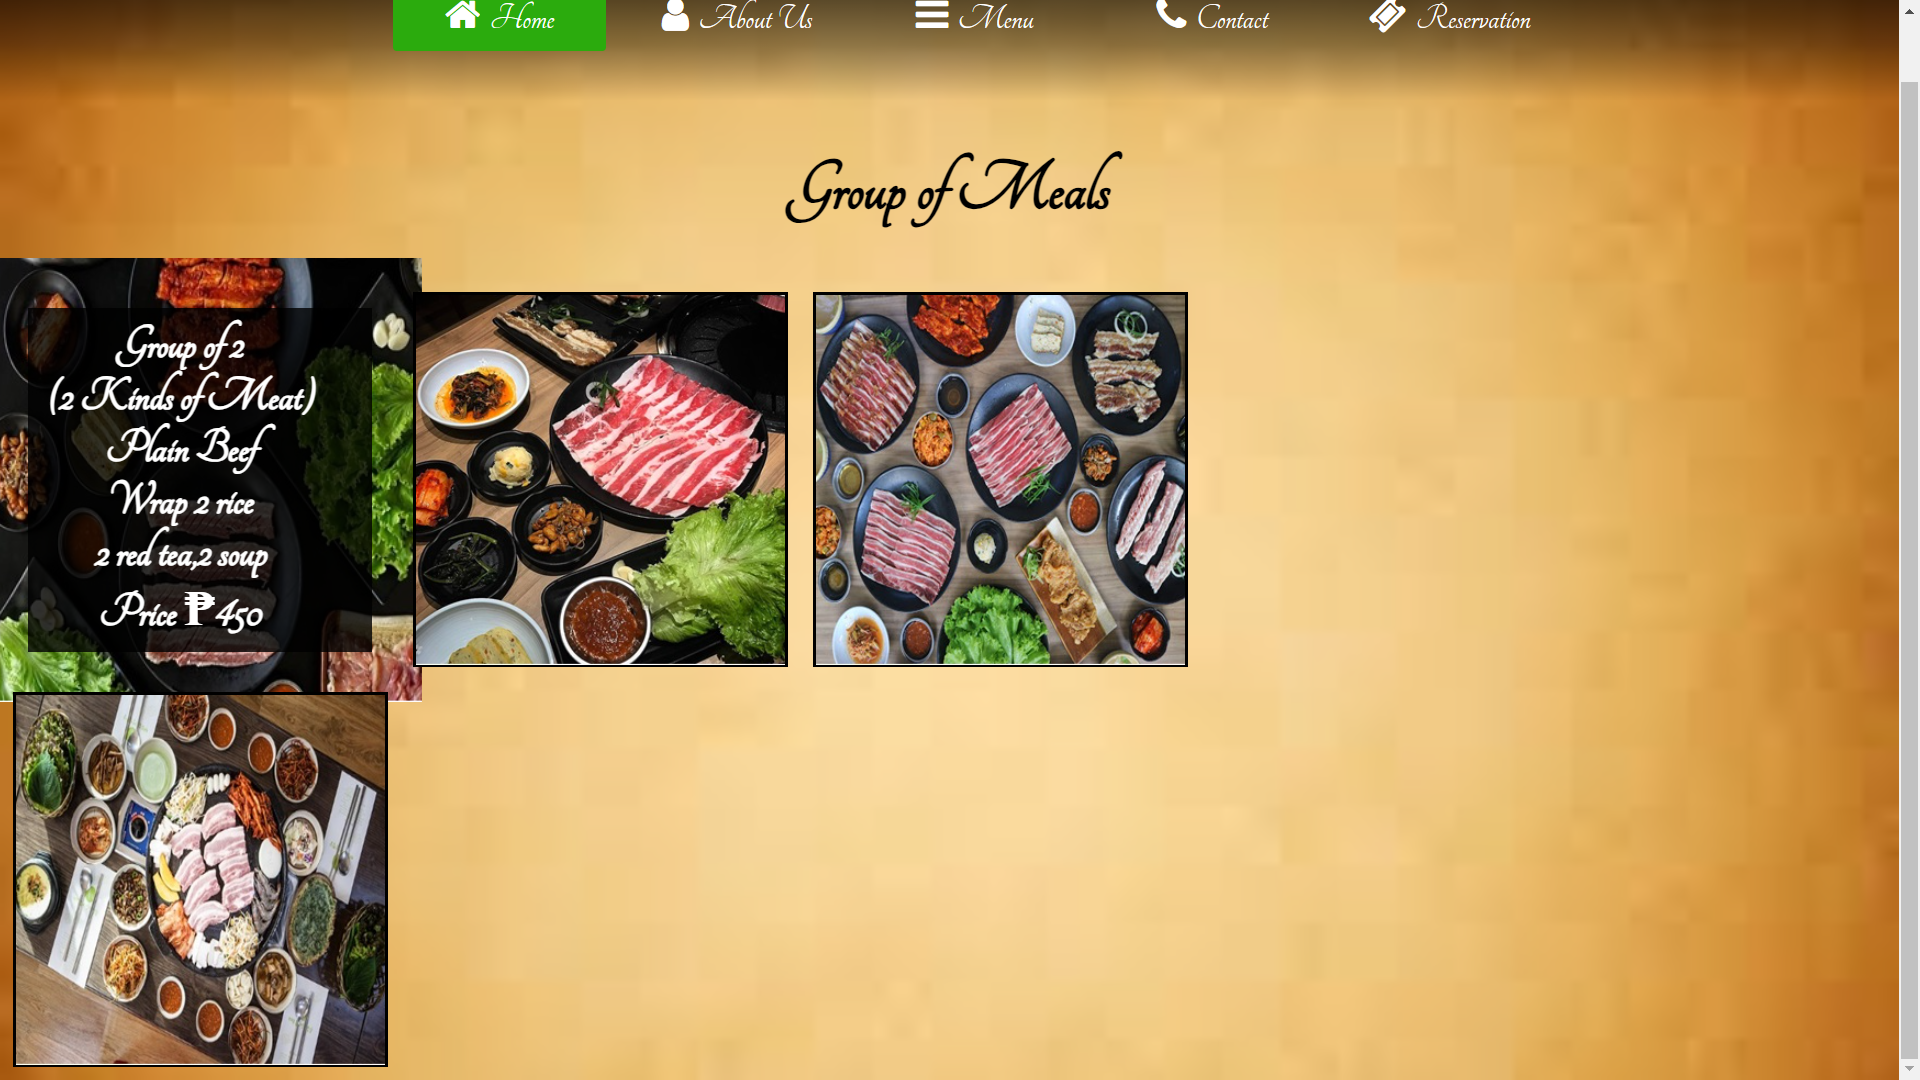 Home
About Us
Menu
Contact
Reservation
Group of Meals
Group of 2
(2 Kinds of Meat)
Plain Beef
Wrap 2 rice
2 red tea,2 soup
Price ₱450